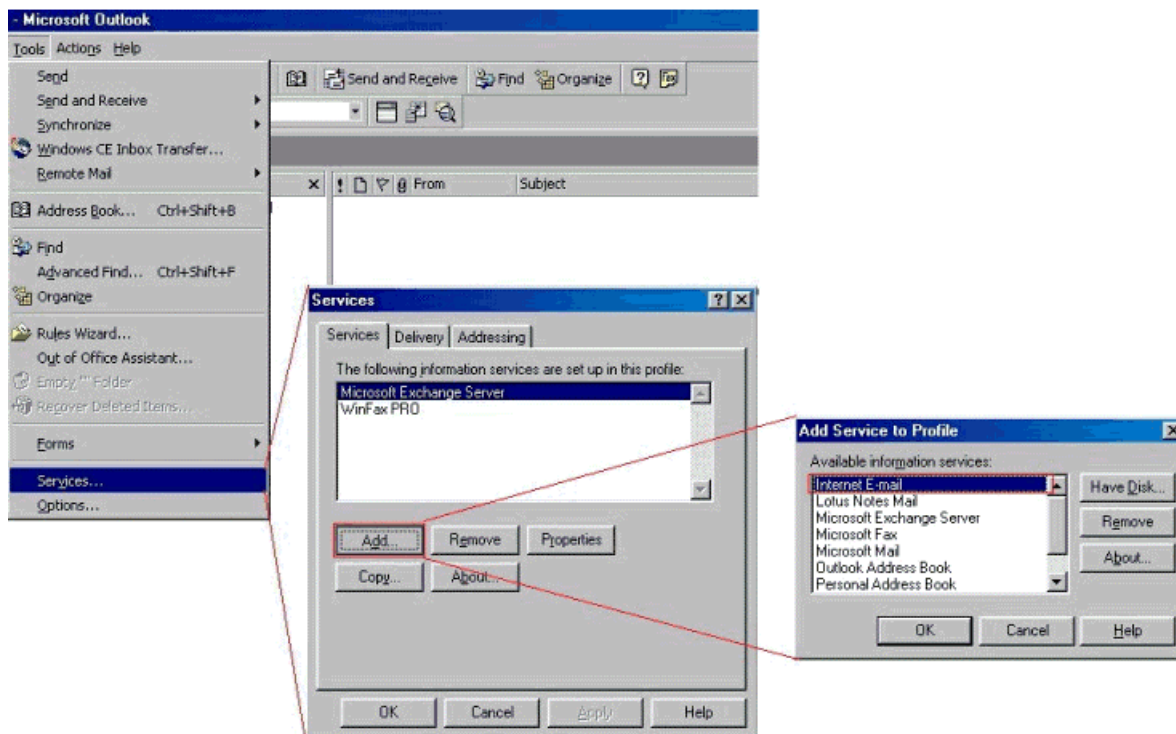 - Microsoft Outlook
Tools Actions Help
Send and Receive Find Organize
Send
Send and Receive
Synchronize
Windows CE Inbox Transfer...
Remote Mail
Address Book... Ctrl+Shift+B
Find
Advanced Find... Ctrl+Shift+F
Organize
Rules Wizard...
Out of Office Assistant...
Empty "" Folder
Recover Deleted Items...
Forms
Services...
Options...
From Subject
Services
Services Delivery Addressing
The following information services are set up in this profile:
Microsoft Exchange Server
WinFax PRO
Add... Remove Properties
Copy... About...
OK Cancel Apply Help
Add Service to Profile
Available information services:
Internet E-mail
Lotus Notes Mail
Microsoft Exchange Server
Microsoft Fax
Microsoft Mail
Outlook Address Book
Personal Address Book
Have Disk...
Remove
About...
OK Cancel Help